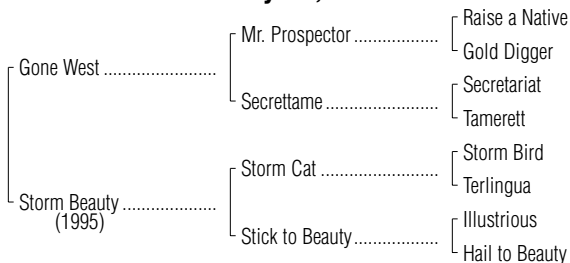 Raise a Native
Mr. Prospector ....................
Gold Digger
Gone West ...........................
Secretariat
Secrettame ...........................
Tamerett
Storm Bird
Storm Cat ............................
Terlingua
Storm Beauty ......................
(1995)
Illustrious
Stick to Beauty ....................
Hail to Beauty